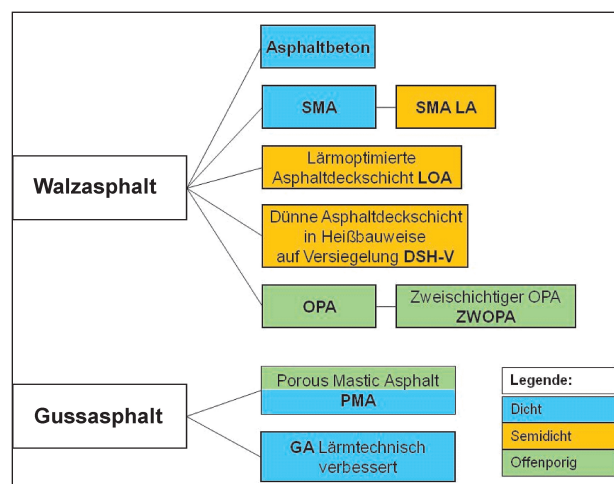 Asphaltbeton
SMA
SMA LA
Walzasphalt
Lärmoptimierte
Asphaltdeckschicht LOA
Dünne Asphaltdeckschicht
in Heißbauweise
auf Versiegelung DSH-V
OPA
Zweischichtiger OPA
ZWOPA
Gussasphalt
Porous Mastic Asphalt
PMA
GA Lärmtechnisch
verbessert
Legende:
Dicht
Semidicht
Offenporig